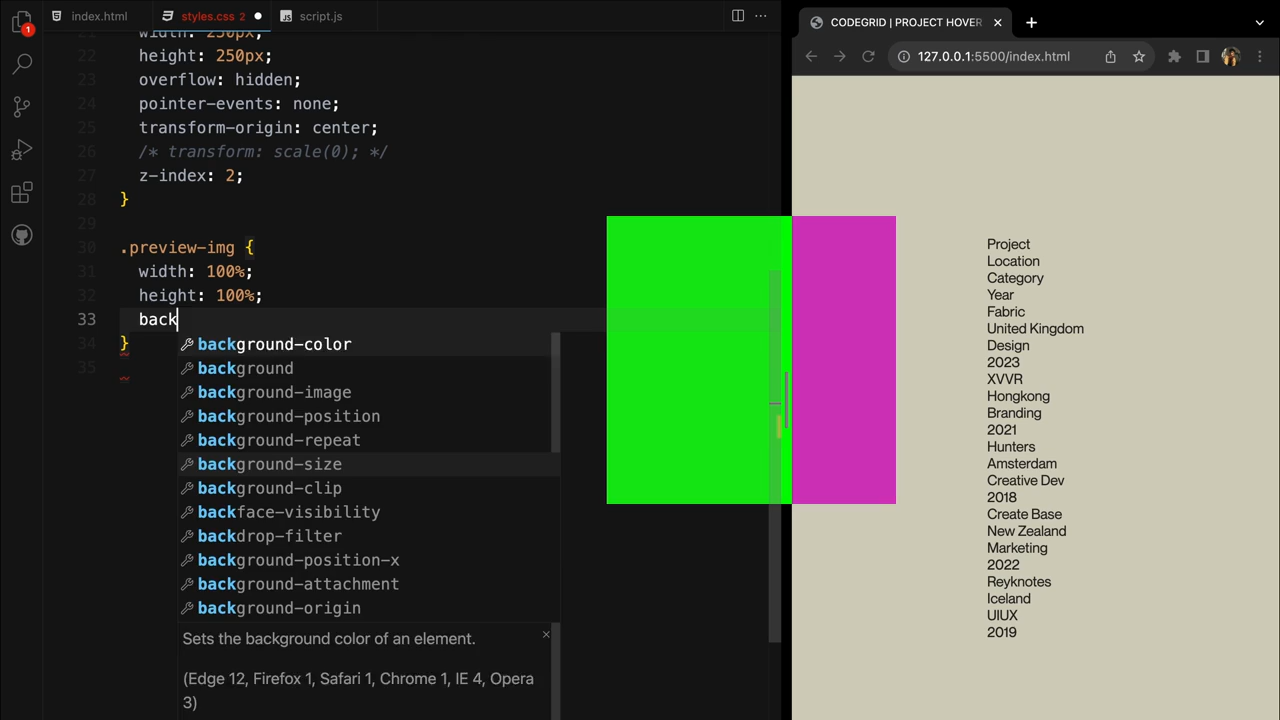 index.html
styles.css 2
script.js
CODEGRID | PROJECT HOVER
127.0.0.1:5500/index.html
1
21 width: 250px;
22 height: 250px;
23 overflow: hidden;
24 pointer-events: none;
25 transform-origin: center;
26 /* transform: scale(0); */
27 z-index: 2;
28 }
29
30 .preview-img {
31 width: 100%;
32 height: 100%;
33 back
34 }
35
background-color
background
background-image
background-position
background-repeat
background-size
background-clip
backface-visibility
backdrop-filter
background-position-x
background-attachment
background-origin
Sets the background color of an element.
(Edge 12, Firefox 1, Safari 1, Chrome 1, IE 4, Opera
3)
Project
Location
Category
Year
Fabric
United Kingdom
Design
2023
XVVR
Hongkong
Branding
2021
Hunters
Amsterdam
Creative Dev
2018
Create Base
New Zealand
Marketing
2022
Reyknotes
Iceland
UIUX
2019